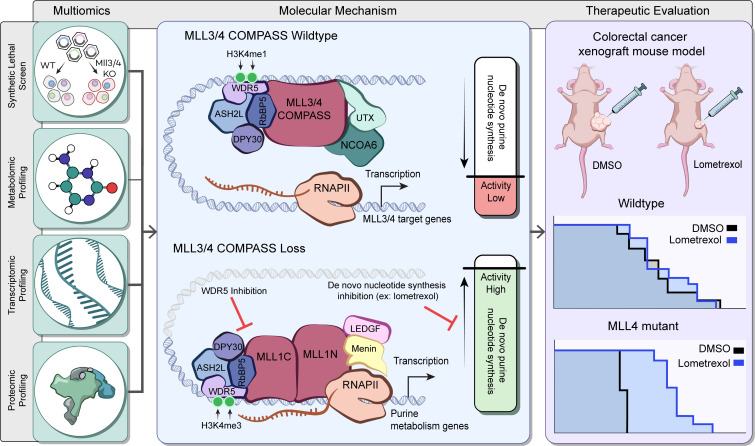 Multiomics
Molecular Mechanism
Therapeutic Evaluation
Synthetic Lethal
Screen
WT
Mll3/4
KO
Metabolomic
Profiling
Transcriptomic
Profiling
Proteomic
Profiling
MLL3/4 COMPASS Wildtype
H3K4me1
WDR5
ASH2L
RbBP5
DPY30
MLL3/4
COMPASS
UTX
NCOA6
RNAPII
Transcription
MLL3/4 target genes
De novo purine
nucleotide synthesis
Activity
Low
MLL3/4 COMPASS Loss
WDR5 Inhibition
De novo nucleotide synthesis
inhibition (ex: lometrexol)
DPY30
ASH2L
RbBP5
WDR5
H3K4me3
MLL1C
MLL1N
LEDGF
Menin
RNAPII
Transcription
Purine
metabolism genes
Activity
High
De novo purine
nucleotide synthesis
Colorectal cancer
xenograft mouse model
DMSO
Lometrexol
Wildtype
DMSO
Lometrexol
MLL4 mutant
DMSO
Lometrexol